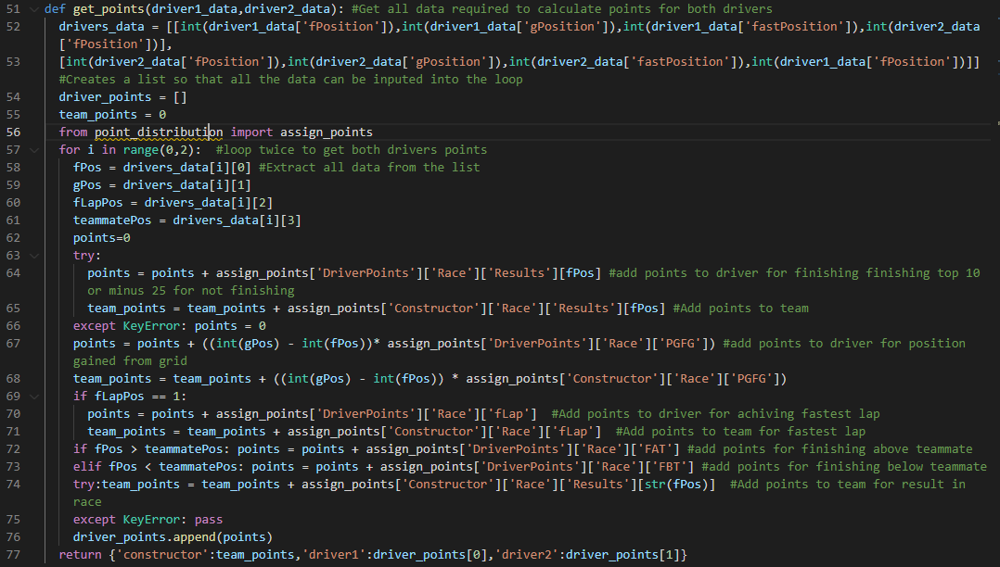 51 def get_points(driver1_data,driver2_data): #Get all data required to calculate points for both drivers
52 drivers_data = [[int(driver1_data['fPosition']),int(driver1_data['gPosition']),int(driver1_data['fastPosition']),int(driver2_data
['fPosition'])],
53 [int(driver2_data['fPosition']),int(driver2_data['gPosition']),int(driver2_data['fastPosition']),int(driver1_data['fPosition'])]]
#Creates a list so that all the data can be inputed into the loop
54 driver_points = []
55 team_points = 0
56 from point_distribution import assign_points
57 for i in range(0,2): #loop twice to get both drivers points
58 fPos = drivers_data[i][0] #Extract all data from the list
59 gPos = drivers_data[i][1]
60 fLapPos = drivers_data[i][2]
61 teammatePos = drivers_data[i][3]
62 points=0
63 try:
64 points = points + assign_points['DriverPoints']['Race']['Results'][fPos] #add points to driver for finishing finishing top 10
or minus 25 for not finishing
65 team_points = team_points + assign_points['Constructor']['Race']['Results'][fPos] #Add points to team
66 except KeyError: points = 0
67 points = points + ((int(gPos) - int(fPos))* assign_points['DriverPoints']['Race']['PGFG']) #add points to driver for position
gained from grid
68 team_points = team_points + ((int(gPos) - int(fPos)) * assign_points['Constructor']['Race']['PGFG'])
69 if fLapPos == 1:
70 points = points + assign_points['DriverPoints']['Race']['fLap'] #Add points to driver for achiving fastest lap
71 team_points = team_points + assign_points['Constructor']['Race']['fLap'] #Add points to team for fastest lap
72 if fPos > teammatePos: points = points + assign_points['DriverPoints']['Race']['FAT'] #add points for finishing above teammate
73 elif fPos < teammatePos: points = points + assign_points['DriverPoints']['Race']['FBT'] #add points for finishing below teammate
74 try:team_points = team_points + assign_points['Constructor']['Race']['Results'][str(fPos)] #Add points to team for result in
race
75 except KeyError: pass
76 driver_points.append(points)
77 return {'constructor':team_points,'driver1':driver_points[0],'driver2':driver_points[1]}